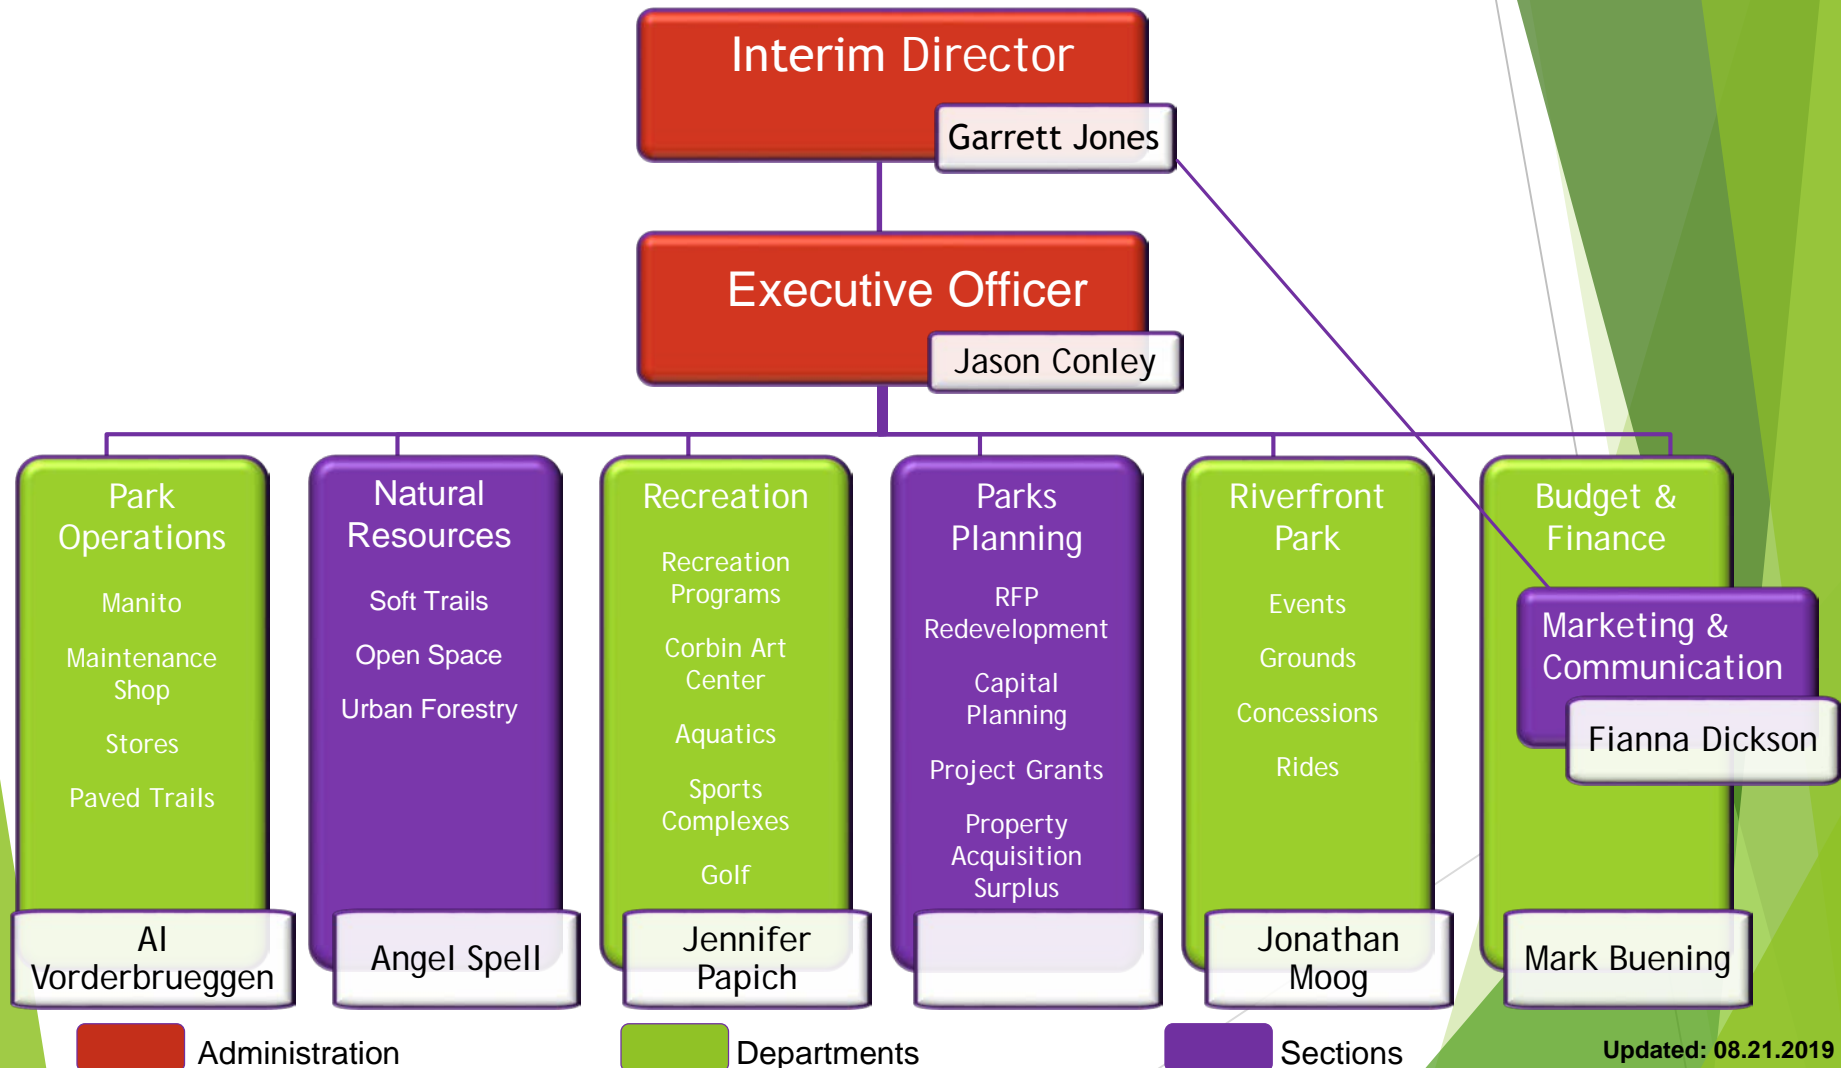 Interim Director
Garrett Jones
Executive Officer
Jason Conley
Park
Operations
Manito
Maintenance
Shop
Stores
Paved Trails
Al
Vorderbrueggen
Natural
Resources
Soft Trails
Open Space
Urban Forestry
Angel Spell
Recreation
Recreation
Programs
Corbin Art
Center
Aquatics
Sports
Complexes
Golf
Jennifer
Papich
Parks
Planning
RFP
Redevelopment
Capital
Planning
Project Grants
Property
Acquisition
Surplus
Riverfront
Park
Events
Grounds
Concessions
Rides
Jonathan
Moog
Budget &
Finance
Marketing &
Communication
Fianna Dickson
Mark Buening
Administration
Departments
Sections
Updated: 08.21.2019